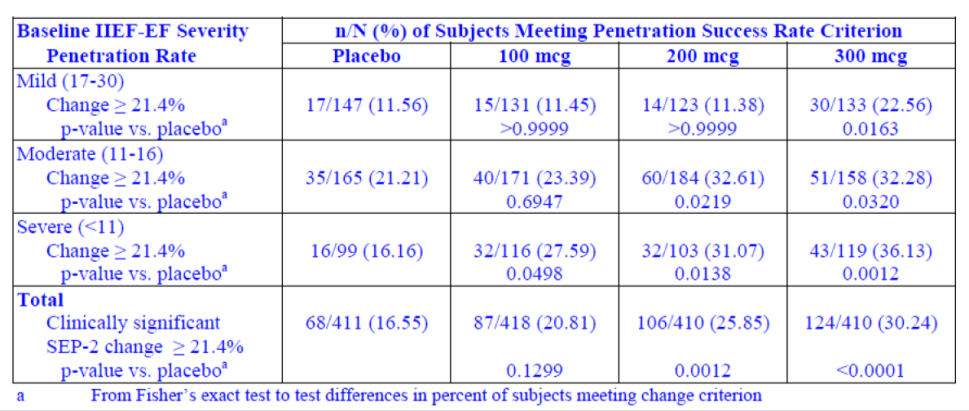 Baseline IIEF-EF Severity n/N (%) of Subjects Meeting Penetration Success Rate Criterion
Penetration Rate Placebo 100 mcg 200 mcg 300 mcg
Mild (17-30)
Change ≥ 21.4% 17/147 (11.56) 15/131 (11.45) 14/123 (11.38) 30/133 (22.56)
p-value vs. placeboᵃ >0.9999 >0.9999 0.0163
Moderate (11-16)
Change ≥ 21.4% 35/165 (21.21) 40/171 (23.39) 60/184 (32.61) 51/158 (32.28)
p-value vs. placeboᵃ 0.6947 0.0219 0.0320
Severe (<11)
Change ≥ 21.4% 16/99 (16.16) 32/116 (27.59) 32/103 (31.07) 43/119 (36.13)
p-value vs. placeboᵃ 0.0498 0.0138 0.0012
Total
Clinically significant 68/411 (16.55) 87/418 (20.81) 106/410 (25.85) 124/410 (30.24)
SEP-2 change ≥ 21.4%
p-value vs. placeboᵃ 0.1299 0.0012 <0.0001
a From Fisher's exact test to test differences in percent of subjects meeting change criterion